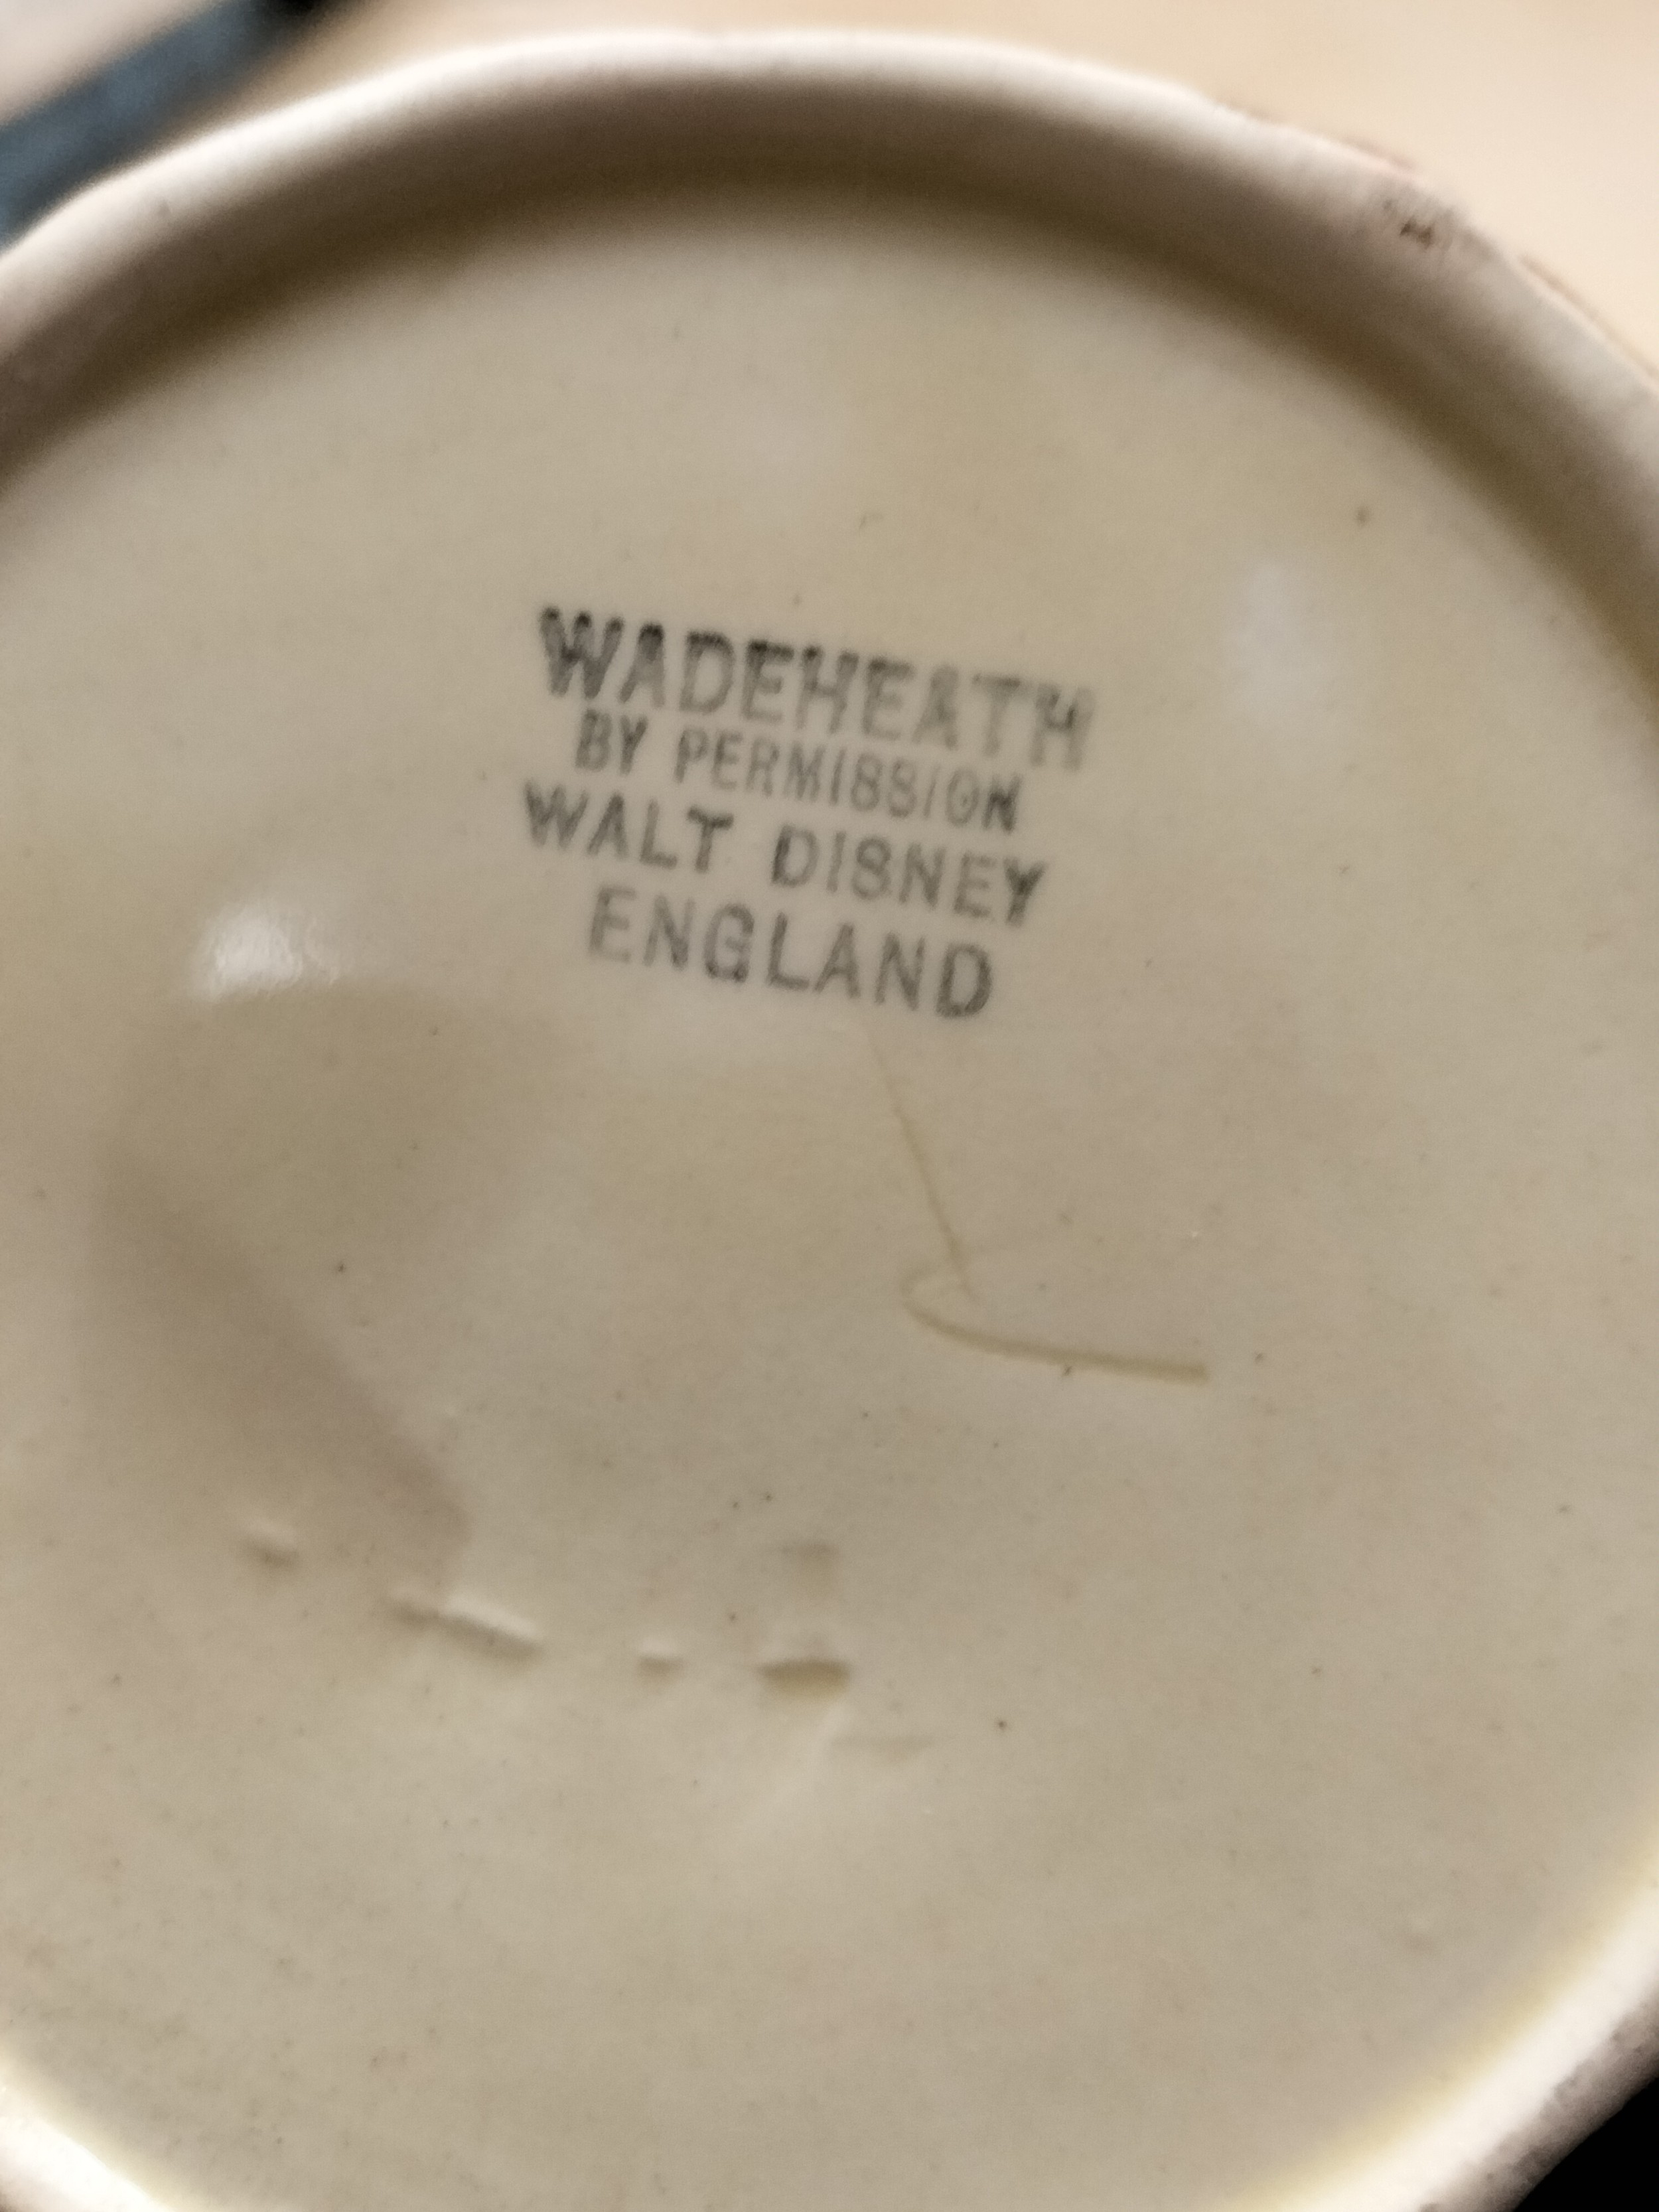 WADEHEATH
BY PERMISSION
WALT DISNEY
ENGLAND